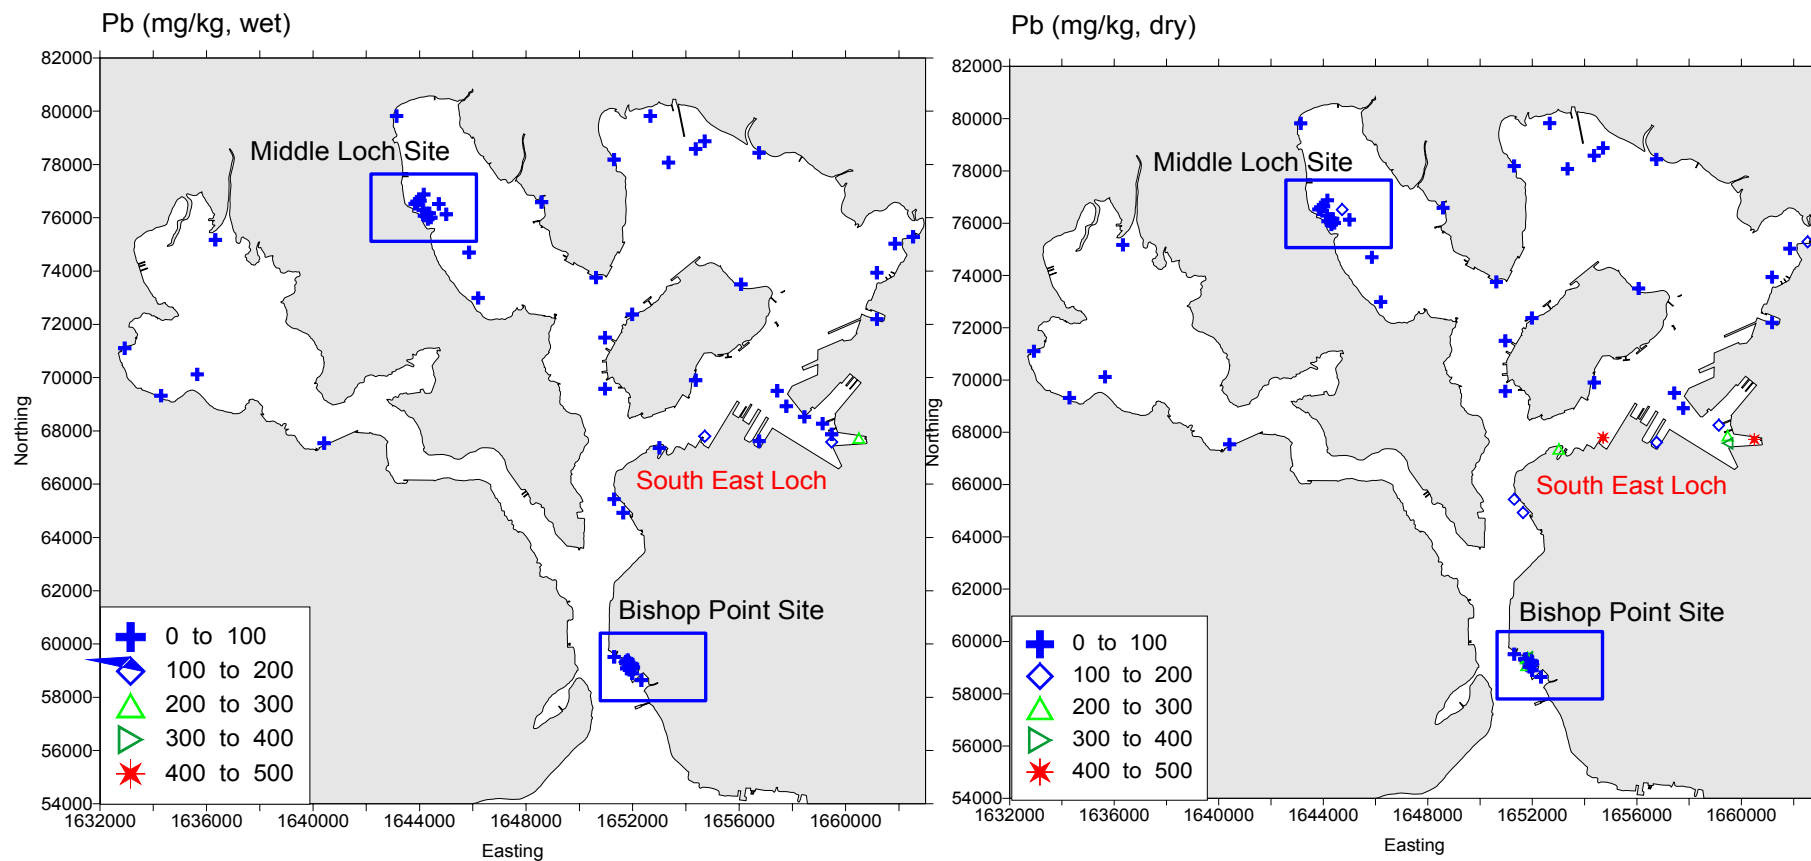 Pb (mg/kg, wet)
82000
80000
78000
76000
74000
72000
70000
68000
66000
64000
62000
60000
58000
56000
54000
Northing
Middle Loch Site
South East Loch
Bishop Point Site
0 to 100
100 to 200
200 to 300
300 to 400
400 to 500
1632000 1636000 1640000 1644000 1648000 1652000 1656000 1660000
Easting
Pb (mg/kg, dry)
82000
80000
78000
76000
74000
72000
70000
68000
66000
64000
62000
60000
58000
56000
54000
Northing
Middle Loch Site
South East Loch
Bishop Point Site
0 to 100
100 to 200
200 to 300
300 to 400
400 to 500
1632000 1636000 1640000 1644000 1648000 1652000 1656000 1660000
Easting